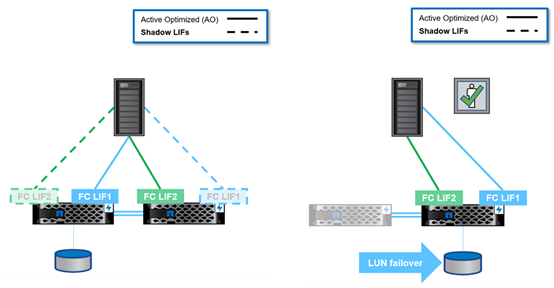 Active Optimized (AO)
Shadow LIFs
FC LIF2
FC LIF1
FC LIF2
FC LIF1
Active Optimized (AO)
Shadow LIFs
FC LIF2
FC LIF1
LUN failover